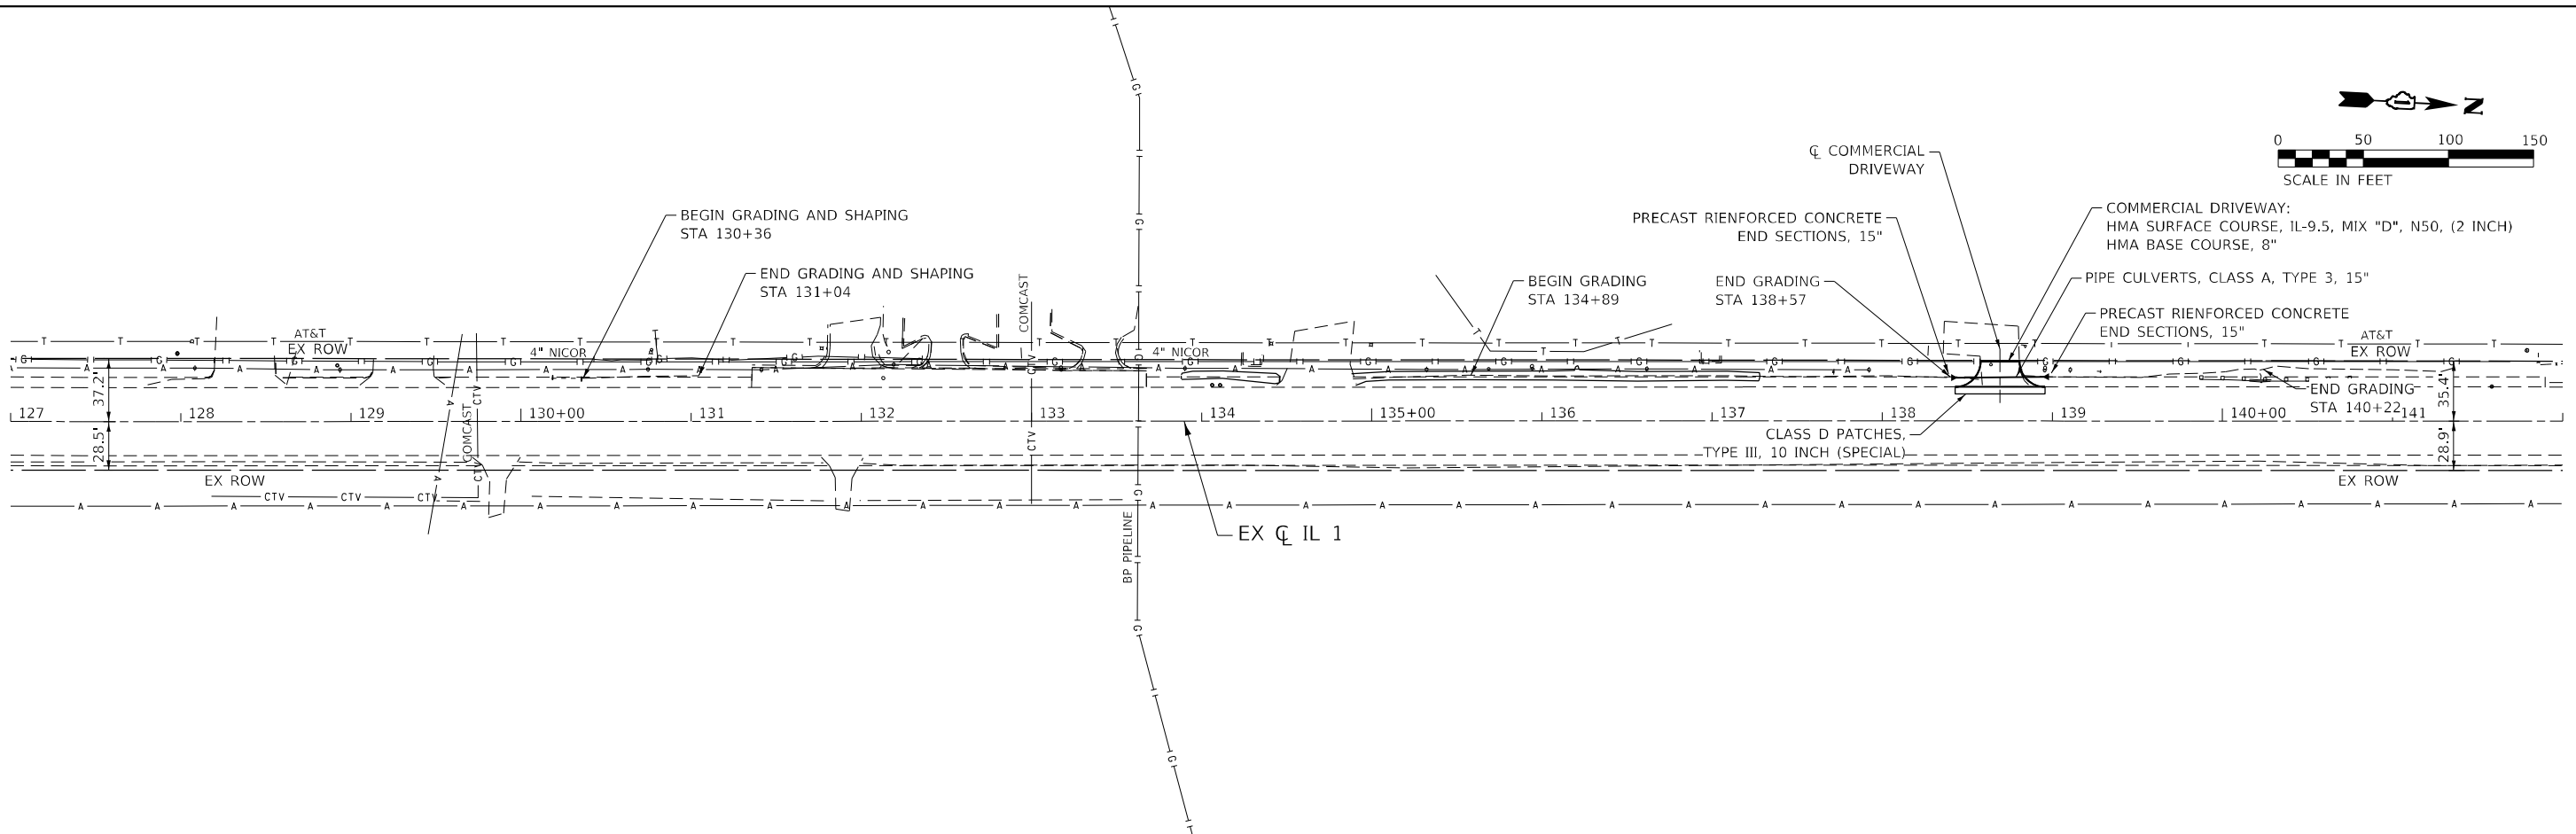 N
0 50 100 150
SCALE IN FEET
℄ COMMERCIAL
DRIVEWAY
COMMERCIAL DRIVEWAY:
HMA SURFACE COURSE, IL-9.5, MIX "D", N50, (2 INCH)
HMA BASE COURSE, 8"
PRECAST RIENFORCED CONCRETE
END SECTIONS, 15"
BEGIN GRADING AND SHAPING
STA 130+36
END GRADING AND SHAPING
STA 131+04
BEGIN GRADING
STA 134+89
END GRADING
STA 138+57
PIPE CULVERTS, CLASS A, TYPE 3, 15"
PRECAST RIENFORCED CONCRETE
END SECTIONS, 15"
COMCAST
AT&T
EX ROW
4" NICOR
4" NICOR
AT&T
EX ROW
END GRADING
STA 140+22
37.2'
35.4'
127 128 129 130+00 131 132 133 134 135+00 136 137 138 139 140+00 141
28.5'
28.9'
COMCAST
CTV
CTV
CTV
CTV
CLASS D PATCHES,
TYPE III, 10 INCH (SPECIAL)
EX ROW
EX ROW
CTV CTV CTV
BP PIPELINE
EX ℄ IL 1